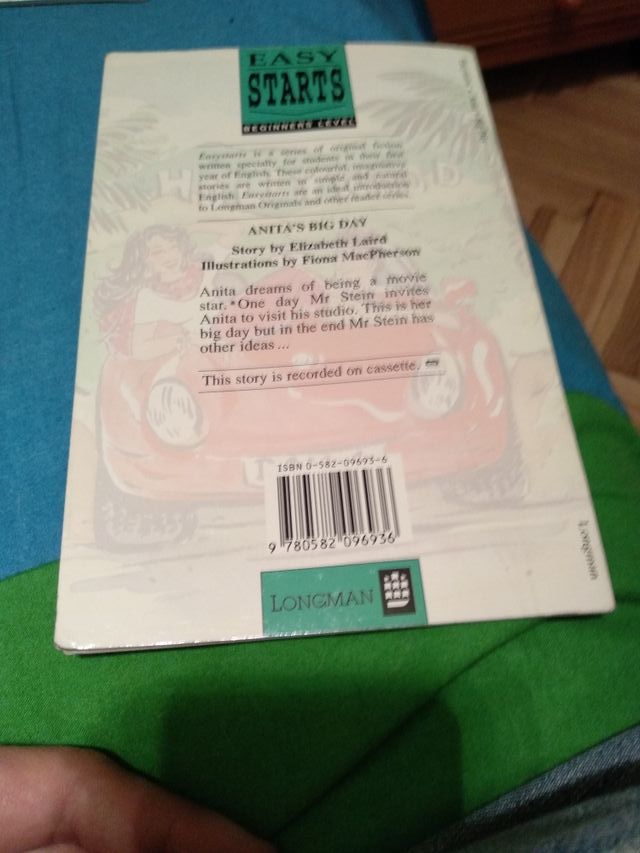 EASY
STARTS
BEGINNERS LEVEL
Easystarts is a series of original fiction
written specially for students in their first
year of English. These colourful, imaginative
stories are written in simple and natural
English. Easystarts are an ideal introduction
to Longman Originals and other reader series.
ANITA'S BIG DAY
Story by Elizabeth Laird
Illustrations by Fiona MacPherson
Anita dreams of being a movie
star. One day Mr Stein invites
Anita to visit his studio. This is her
big day but in the end Mr Stein has
other ideas ...
This story is recorded on cassette.
ISBN 0-582-09693-6
9 780582 096936
LONGMAN
Longman